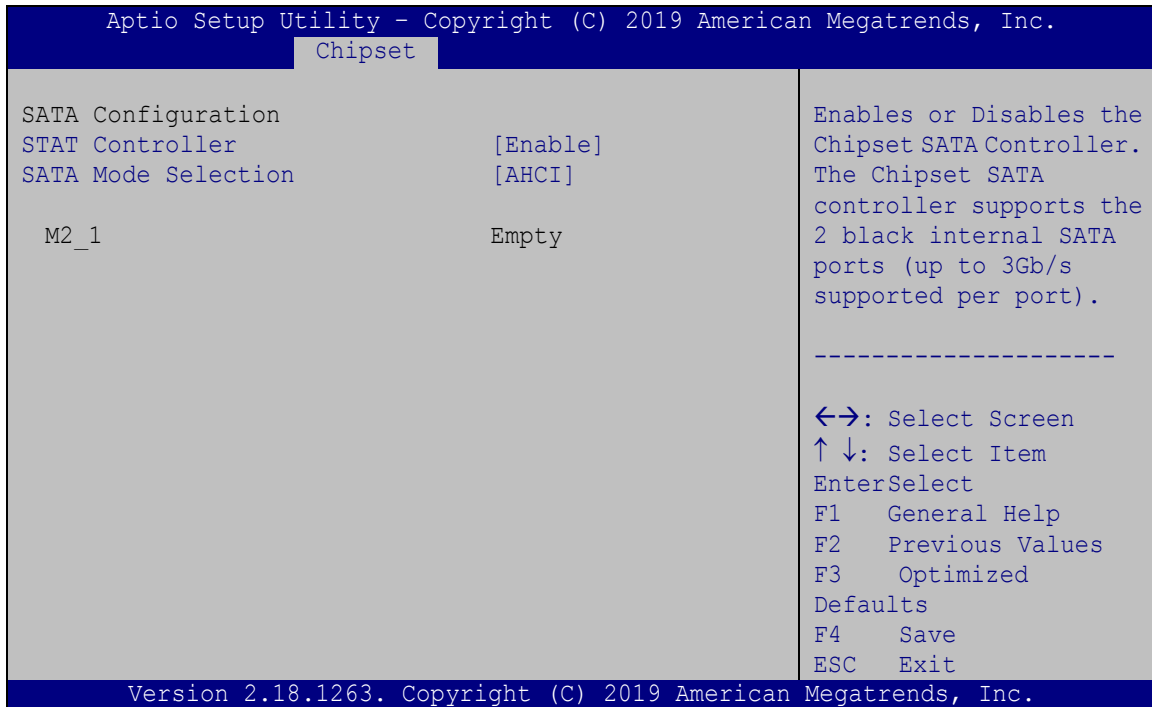 Aptio Setup Utility – Copyright (C) 2019 American Megatrends, Inc.
Chipset
SATA Configuration
STAT Controller [Enable]
SATA Mode Selection [AHCI]
M2_1 Empty
Enables or Disables the
Chipset SATA Controller.
The Chipset SATA
controller supports the
2 black internal SATA
ports (up to 3Gb/s
supported per port).
---------------------
←→: Select Screen
↑ ↓: Select Item
EnterSelect
F1 General Help
F2 Previous Values
F3 Optimized
Defaults
F4 Save
ESC Exit
Version 2.18.1263. Copyright (C) 2019 American Megatrends, Inc.